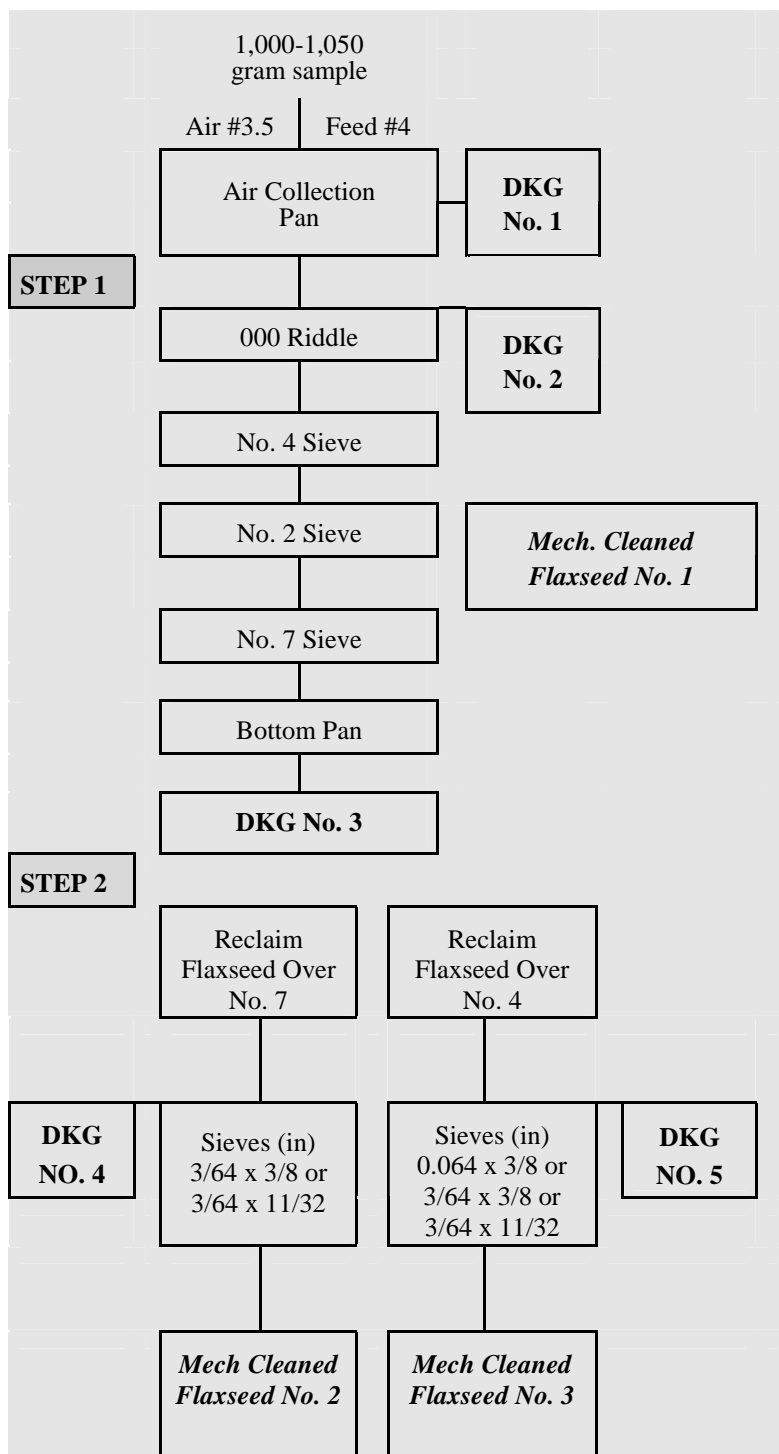 1,000-1,050
gram sample
Air #3.5
Feed #4
Air Collection
Pan
DKG
No. 1
STEP 1
000 Riddle
DKG
No. 2
No. 4 Sieve
No. 2 Sieve
Mech. Cleaned
Flaxseed No. 1
No. 7 Sieve
Bottom Pan
DKG No. 3
STEP 2
Reclaim
Flaxseed Over
No. 7
Reclaim
Flaxseed Over
No. 4
DKG
NO. 4
Sieves (in)
3/64 x 3/8 or
3/64 x 11/32
Sieves (in)
0.064 x 3/8 or
3/64 x 3/8 or
3/64 x 11/32
DKG
NO. 5
Mech Cleaned
Flaxseed No. 2
Mech Cleaned
Flaxseed No. 3